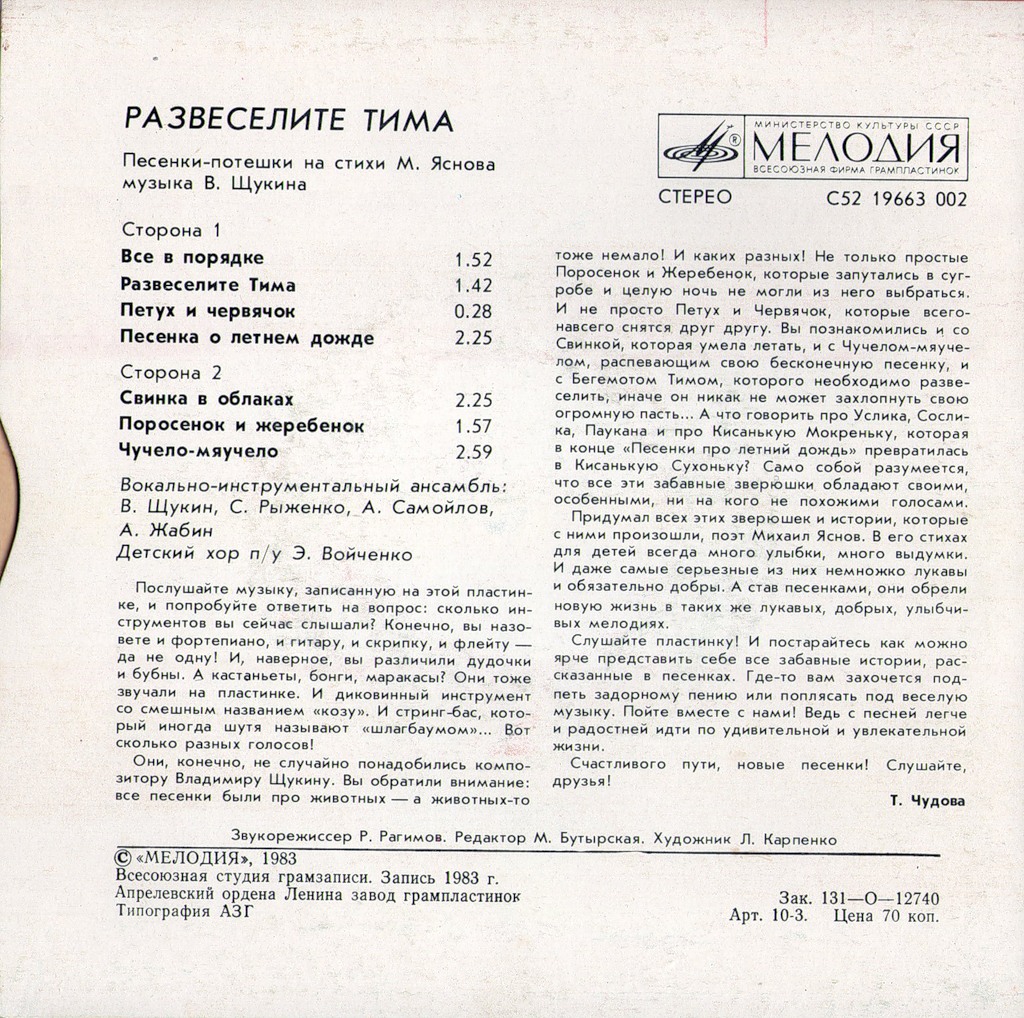 РАЗВЕСЕЛИТЕ ТИМА
Песенки-потешки на стихи М. Яснова
музыка В. Щукина
МИНИСТЕРСТВО КУЛЬТУРЫ СССР
МЕЛОДИЯ
ВСЕСОЮЗНАЯ ФИРМА ГРАМПЛАСТИНОК
СТЕРЕО С52 19663 002
Сторона 1
Все в порядке 1.52
Развеселите Тима 1.42
Петух и червячок 0.28
Песенка о летнем дожде 2.25
Сторона 2
Свинка в облаках 2.25
Поросенок и жеребенок 1.57
Чучело-мяучело 2.59
Вокально-инструментальный ансамбль:
В. Щукин, С. Рыженко, А. Самойлов,
А. Жабин
Детский хор п/у Э. Войченко
Послушайте музыку, записанную на этой пластин-
ке, и попробуйте ответить на вопрос: сколько ин-
струментов вы сейчас слышали? Конечно, вы назо-
вете и фортепиано, и гитару, и скрипку, и флейту —
да не одну! И, наверное, вы различили дудочки
и бубны. А кастаньеты, бонги, маракасы? Они тоже
звучали на пластинке. И диковинный инструмент
со смешным названием «козу». И стринг-бас, кото-
рый иногда шутя называют «шлагбаумом»... Вот
сколько разных голосов!
Они, конечно, не случайно понадобились компо-
зитору Владимиру Щукину. Вы обратили внимание:
все песенки были про животных — а животных-то
тоже немало! И каких разных! Не только простые
Поросенок и Жеребенок, которые запутались в суг-
робе и целую ночь не могли из него выбраться.
И не просто Петух и Червячок, которые всего-
навсего снятся друг другу. Вы познакомились и со
Свинкой, которая умела летать, и с Чучелом-мяуче-
лом, распевающим свою бесконечную песенку, и
с Бегемотом Тимом, которого необходимо разве-
селить, иначе он никак не может захлопнуть свою
огромную пасть... А что говорить про Услика, Сосли-
ка, Паукана и про Кисанькую Мокреньку, которая
в конце «Песенки про летний дождь» превратилась
в Кисанькую Сухоньку? Само собой разумеется,
что все эти забавные зверюшки обладают своими,
особенными, ни на кого не похожими голосами.
Придумал всех этих зверюшек и истории, которые
с ними произошли, поэт Михаил Яснов. В его стихах
для детей всегда много улыбки, много выдумки.
И даже самые серьезные из них немножко лукавы
и обязательно добры. А став песенками, они обрели
новую жизнь в таких же лукавых, добрых, улыбчи-
вых мелодиях.
Слушайте пластинку! И постарайтесь как можно
ярче представить себе все забавные истории, рас-
сказанные в песенках. Где-то вам захочется под-
петь задорному пению или поплясать под веселую
музыку. Пойте вместе с нами! Ведь с песней легче
и радостней идти по удивительной и увлекательной
жизни.
Счастливого пути, новые песенки! Слушайте,
друзья!
Т. Чудова
Звукорежиссер Р. Рагимов. Редактор М. Бутырская. Художник Л. Карпенко
© «МЕЛОДИЯ», 1983
Всесоюзная студия грамзаписи. Запись 1983 г.
Апрелевский ордена Ленина завод грампластинок
Типография АЗГ
Зак. 131—О—12740
Арт. 10-3. Цена 70 коп.